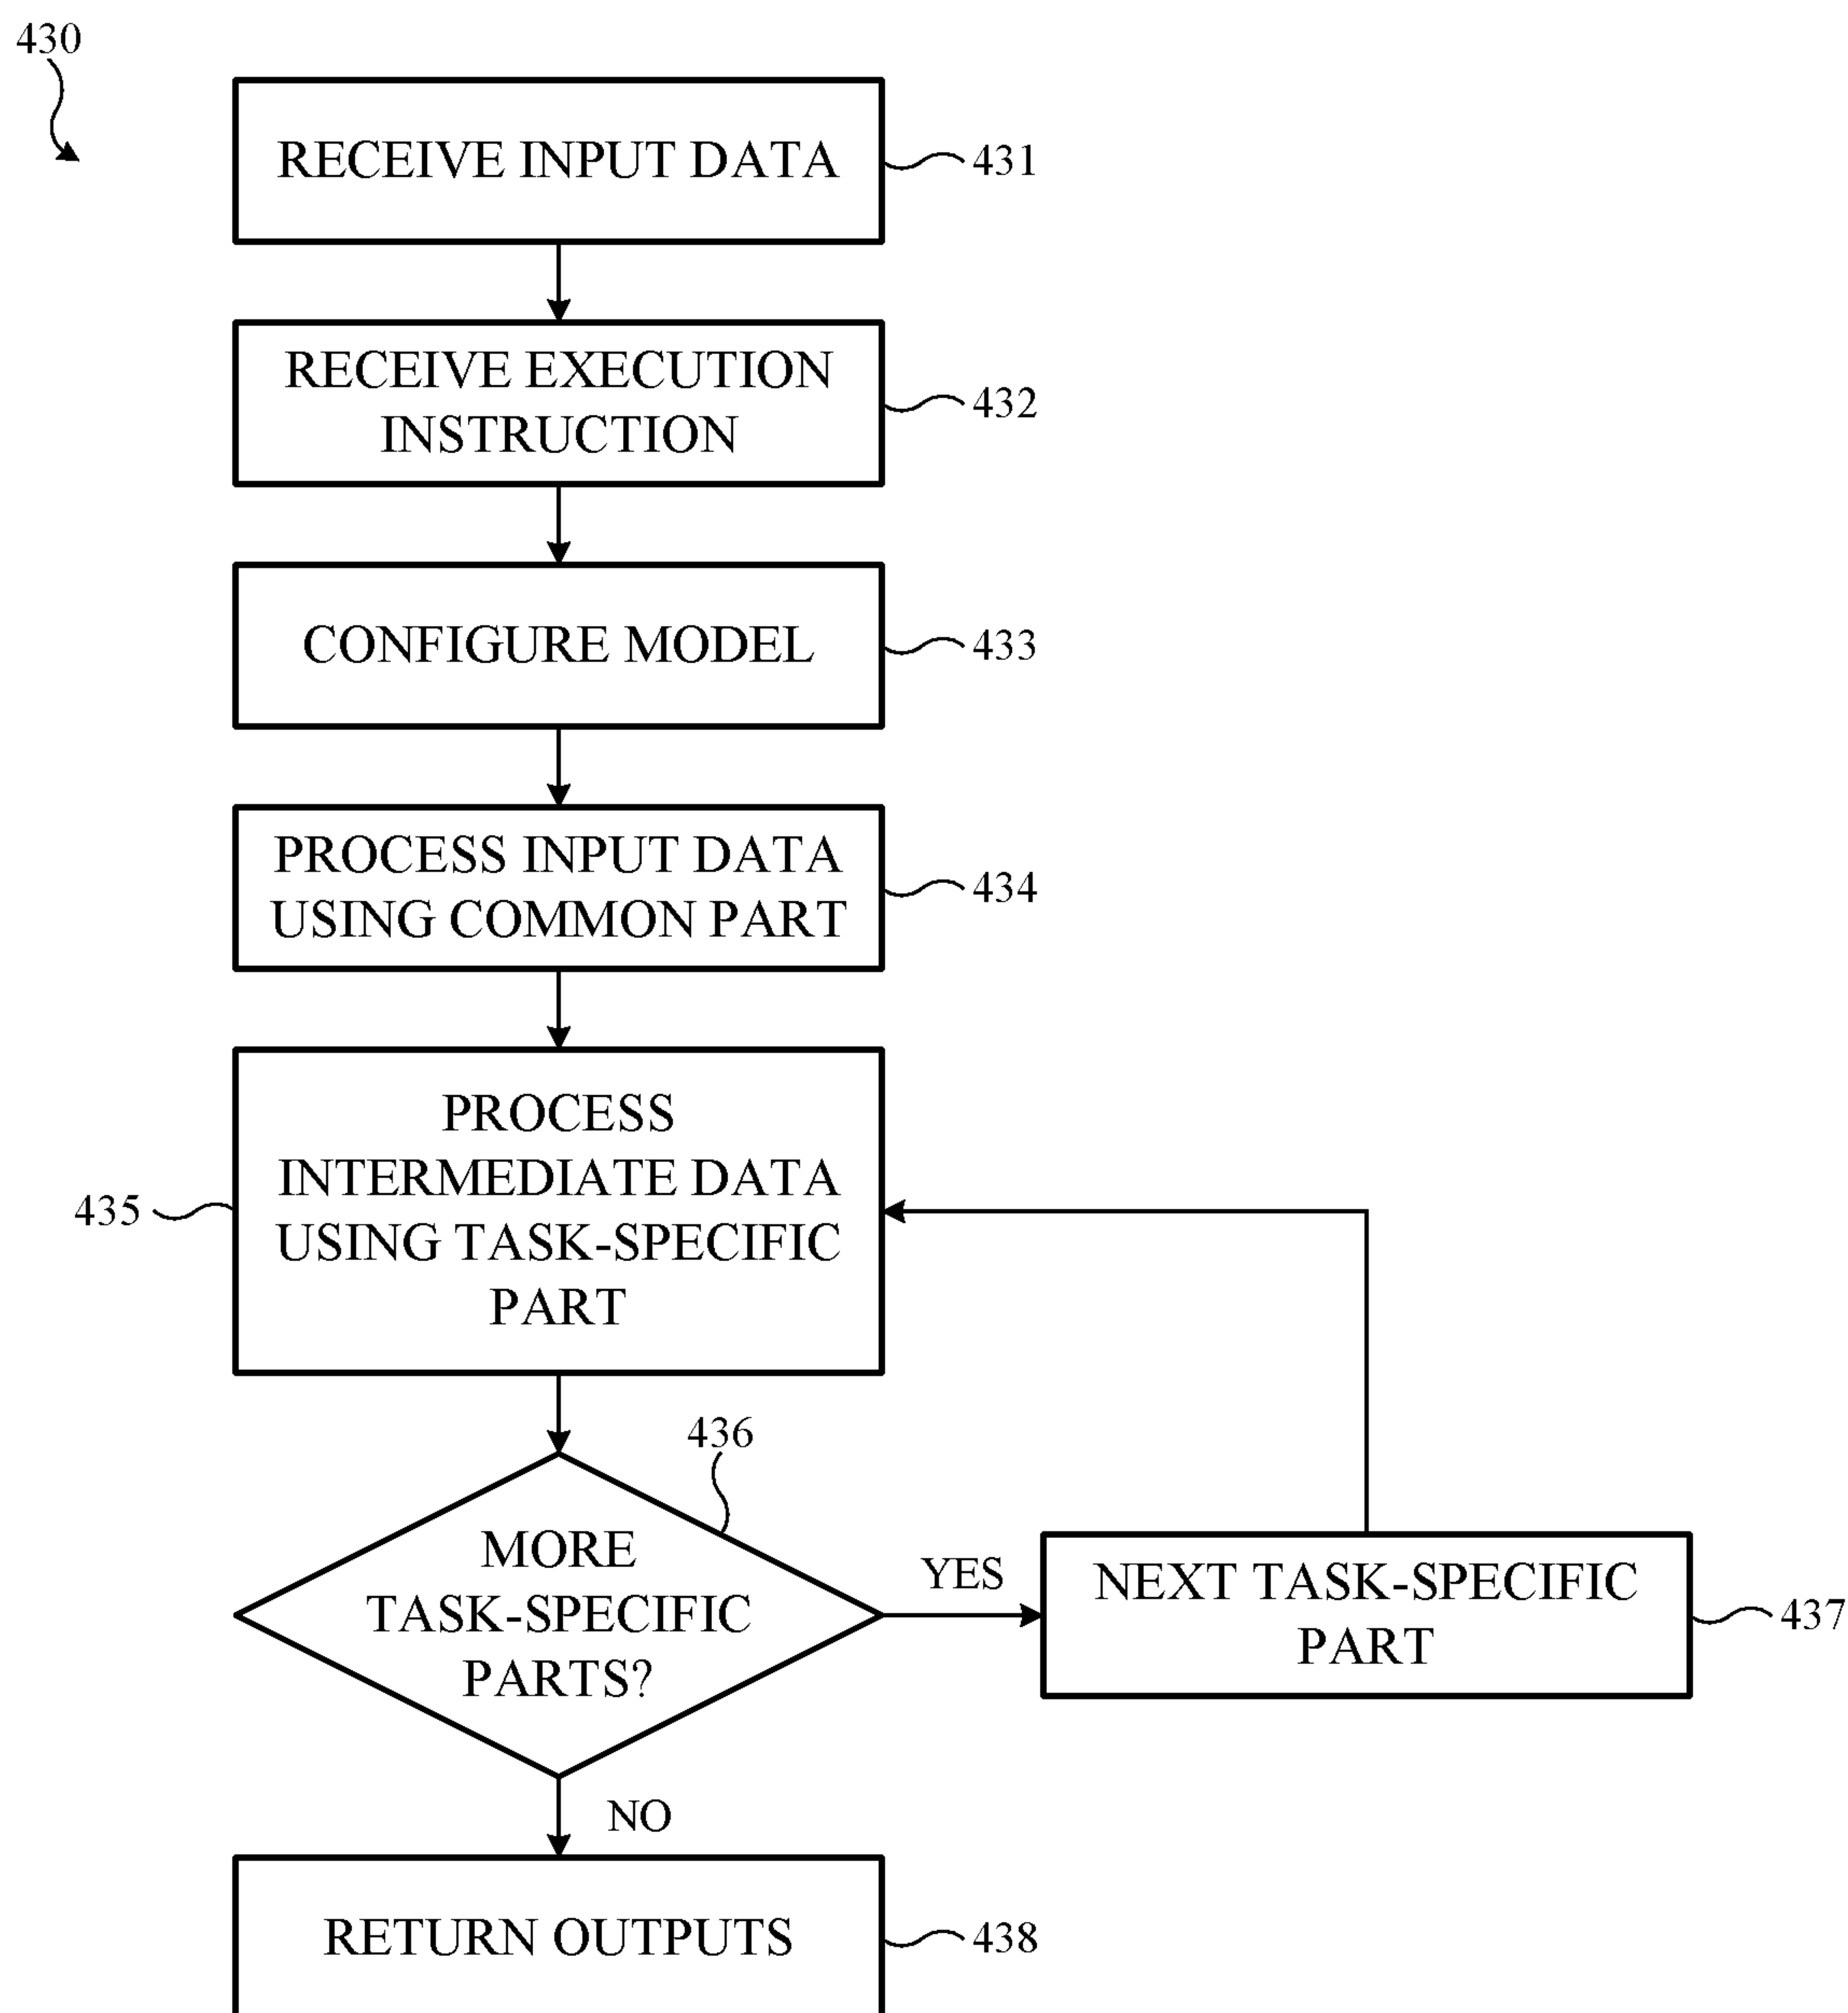 430
RECEIVE INPUT DATA
431
RECEIVE EXECUTION
INSTRUCTION
432
CONFIGURE MODEL
433
PROCESS INPUT DATA
USING COMMON PART
434
PROCESS
INTERMEDIATE DATA
USING TASK-SPECIFIC
PART
435
436
MORE
TASK-SPECIFIC
PARTS?
YES
NEXT TASK-SPECIFIC
PART
437
NO
RETURN OUTPUTS
438